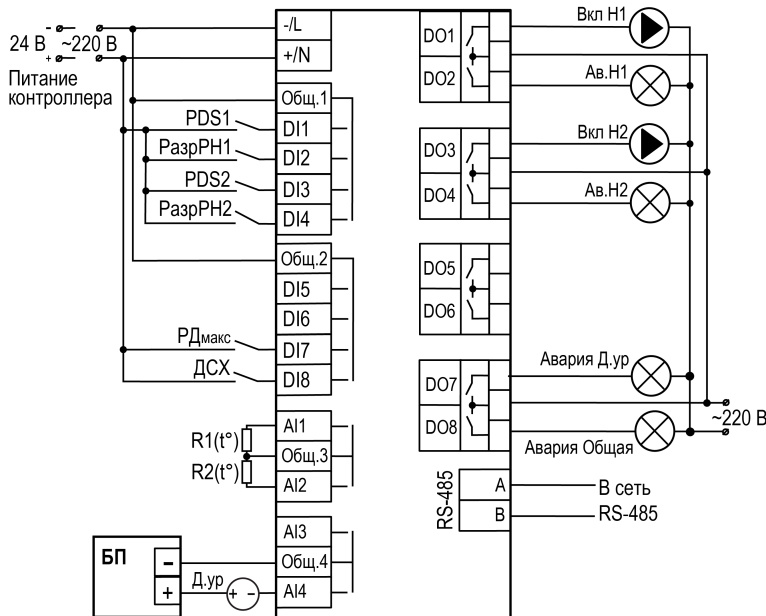 24 В ~220 В
Питание
контроллера
-
+
-/L
+/N
Общ.1
PDS1
DI1
РазрРН1
DI2
PDS2
DI3
РазрРН2
DI4
Общ.2
DI5
DI6
РДмакс
DI7
ДСХ
DI8
R1(t°)
AI1
Общ.3
R2(t°)
AI2
AI3
БП
-
Общ.4
+
Д.ур
+ -
AI4
DO1
Вкл Н1
DO2
Ав.Н1
DO3
Вкл Н2
DO4
Ав.Н2
DO5
DO6
DO7
Авария Д.ур
DO8
Авария Общая
~220 В
RS-485
A
В сеть
B
RS-485